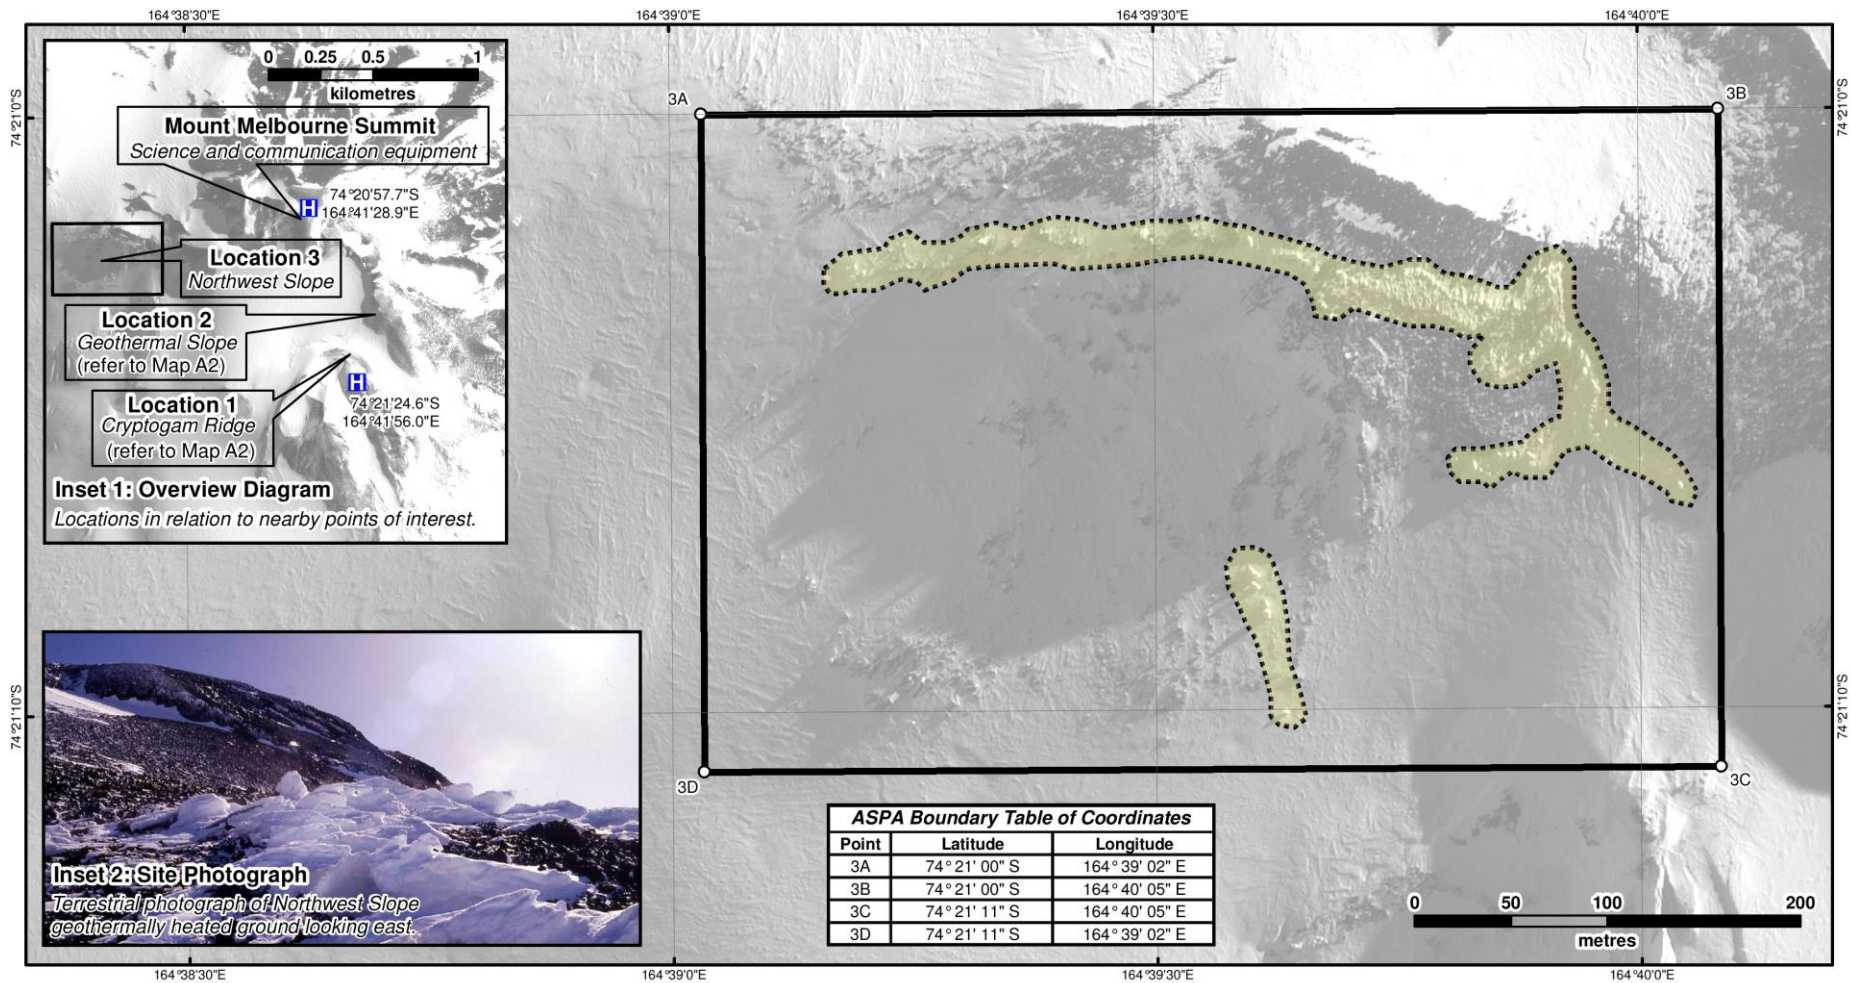 164°38'30"E 164°39'0"E 164°39'30"E 164°40'0"E
74°21'0"S
74°21'0"S
0 0.25 0.5 1
kilometres
Mount Melbourne Summit
Science and communication equipment
H
74°20'57.7"S
164°41'28.9"E
Location 3
Northwest Slope
Location 2
Geothermal Slope
(refer to Map A2)
H
74°21'24.6"S
164°41'56.0"E
Location 1
Cryptogam Ridge
(refer to Map A2)
Inset 1: Overview Diagram
Locations in relation to nearby points of interest.
3A
3B
3D
3C
74°21'10"S
74°21'10"S
Inset 2: Site Photograph
Terrestrial photograph of Northwest Slope
geothermally heated ground looking east.
ASPA Boundary Table of Coordinates
Point Latitude Longitude
3A 74° 21' 00" S 164° 39' 02" E
3B 74° 21' 00" S 164° 40' 05" E
3C 74° 21' 11" S 164° 40' 05" E
3D 74° 21' 11" S 164° 39' 02" E
0 50 100 200
metres
164°38'30"E 164°39'0"E 164°39'30"E 164°40'0"E